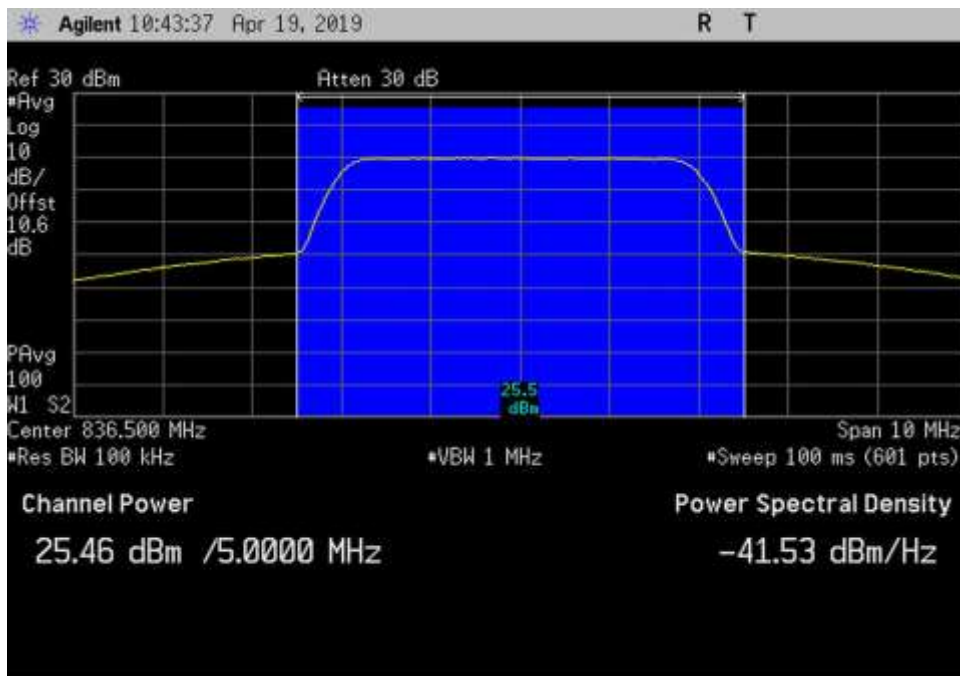 Agilent 10:43:37 Apr 19, 2019 R T
Ref 30 dBm Atten 30 dB
#Avg
Log
10
dB/
Offst
10.6
dB
PAvg
100
W1 S2
25.5
dBm
Center 836.500 MHz Span 10 MHz
#Res BW 100 kHz #VBW 1 MHz #Sweep 100 ms (601 pts)
Channel Power Power Spectral Density
25.46 dBm /5.0000 MHz -41.53 dBm/Hz